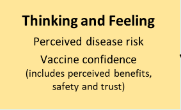 Thinking and Feeling
Perceived disease risk
Vaccine confidence
(includes perceived benefits,
safety and trust)